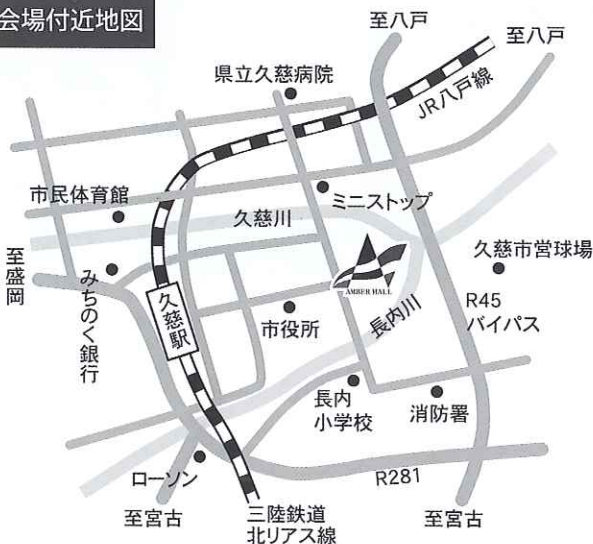 会場付近地図
至八戸
至八戸
県立久慈病院
JR八戸線
市民体育館
ミニストップ
久慈川
至盛岡
みちのく銀行
久慈駅
AMBER HALL
久慈市営球場
市役所
長内川
R45
バイパス
長内
小学校
消防署
ローソン
R281
至宮古
三陸鉄道
北リアス線
至宮古